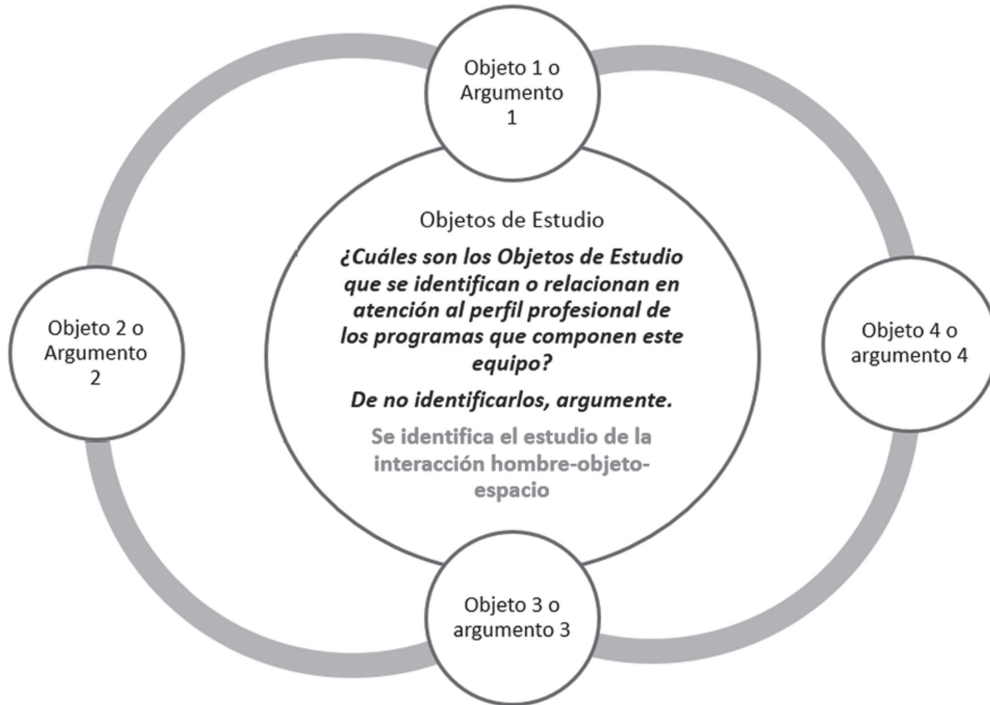 Objeto 1 o
Argumento
1
Objetos de Estudio
¿Cuáles son los Objetos de Estudio
que se identifican o relacionan en
atención al perfil profesional de
los programas que componen este
equipo?
De no identificarlos, argumente.
Se identifica el estudio de la
interacción hombre-objeto-
espacio
Objeto 2 o
Argumento
2
Objeto 4 o
argumento 4
Objeto 3 o
argumento 3